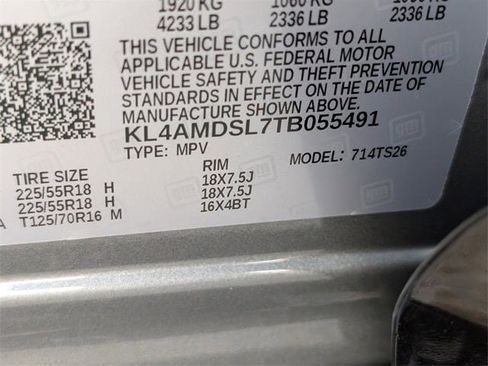 1920 KG 1060 KG
4233 LB 2336 LB 2336 LB
THIS VEHICLE CONFORMS TO ALL
APPLICABLE U.S. FEDERAL MOTOR
VEHICLE SAFETY AND THEFT PREVENTION
STANDARDS IN EFFECT ON THE DATE OF
MANUFACTURE SHOWN ABOVE.
KL4AMDSL7TB055491
TYPE: MPV MODEL: 714TS26
TIRE SIZE RIM
225/55R18 H 18X7.5J
225/55R18 H 18X7.5J
T125/70R16 M 16X4BT